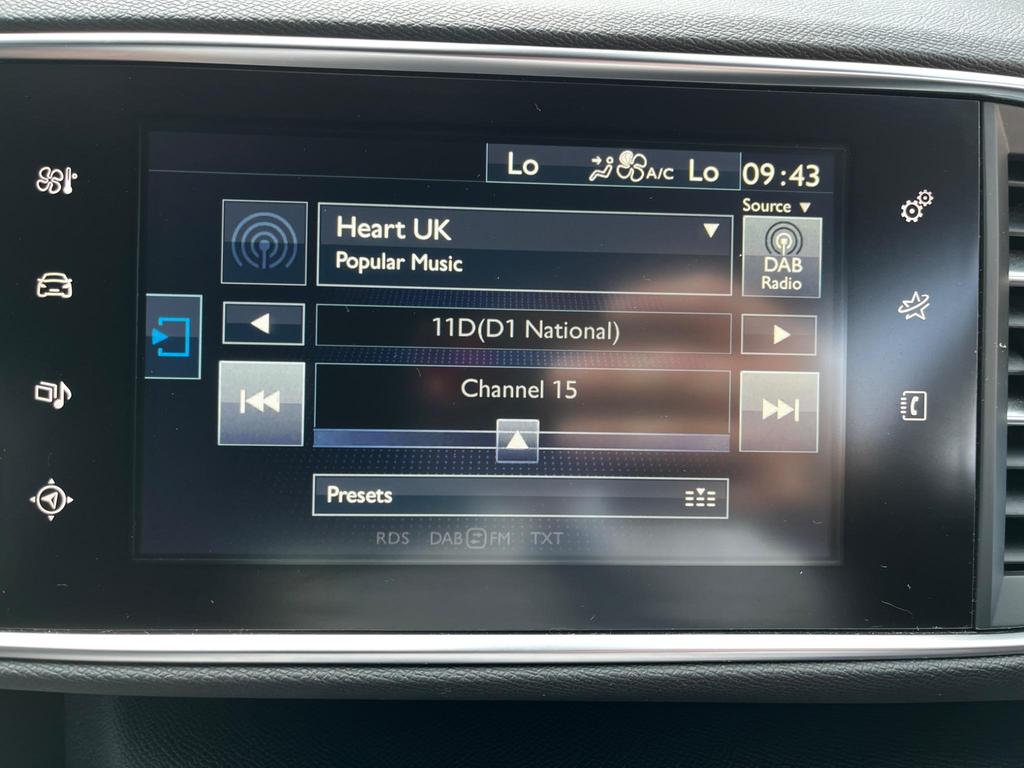 Lo A/C Lo 09:43
Source
Heart UK
Popular Music
DAB
Radio
11D(D1 National)
Channel 15
Presets
RDS DAB FM TXT